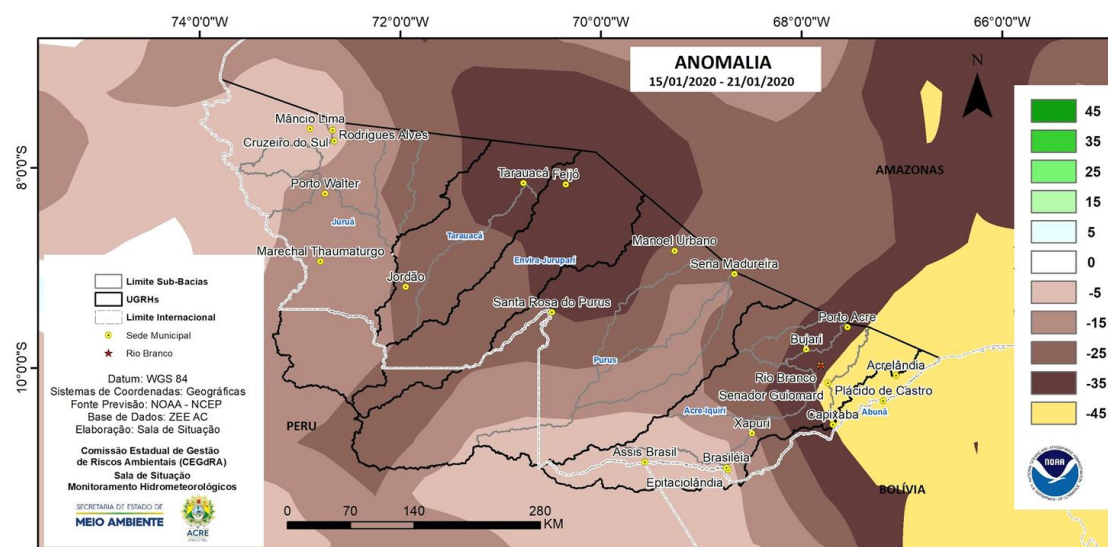 74°0'0"W
72°0'0"W
70°0'0"W
68°0'0"W
66°0'0"W
ANOMALIA
15/01/2020 - 21/01/2020
N
8°0'0"S
10°0'0"S
Mâncio Lima
Rodrigues Alves
Cruzeiro do Sul
Tarauacá
Feijó
Porto Walter
Juruá
Tarauacá
Marechal Thaumaturgo
Envira-Jurupari
Manoel Urbano
Sena Madureira
Jordão
Santa Rosa do Purus
Porto Acre
Bujari
Purus
Acrelândia
Rio Branco
Plácido de Castro
Senador Guiomard
Acre-Iquiri
Capixaba
Abunã
Xapuri
Assis Brasil
Brasiléia
Epitaciolândia
AMAZONAS
PERU
BOLÍVIA
45
35
25
15
5
0
-5
-15
-25
-35
-45
Limite Sub-Bacias
UGRHs
Limite Internacional
Sede Municipal
Rio Branco
Datum: WGS 84
Sistemas de Coordenadas: Geográficas
Fonte Previsão: NOAA - NCEP
Base de Dados: ZEE AC
Elaboração: Sala de Situação
Comissão Estadual de Gestão
de Riscos Ambientais (CEGdRA)
Sala de Situação
Monitoramento Hidrometeorológicos
SECRETARIA DE ESTADO DE
MEIO AMBIENTE
ACRE
0
70
140
280
KM
NOAA